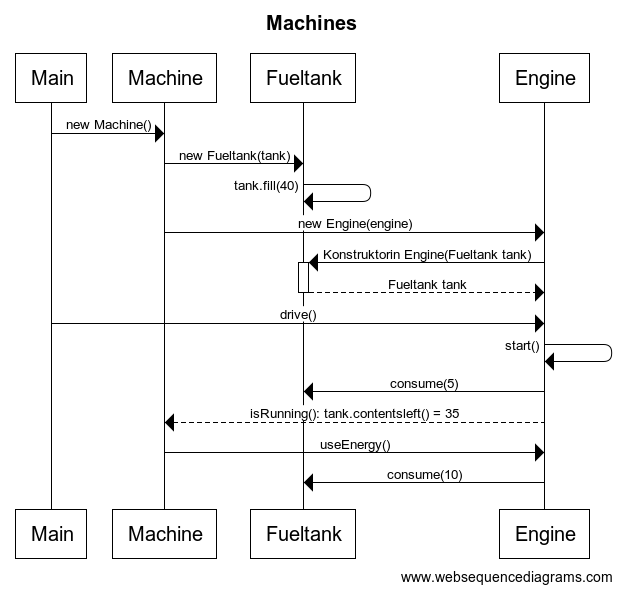 Machines
Main
Machine
Fueltank
Engine
new Machine()
new Fueltank(tank)
tank.fill(40)
new Engine(engine)
Konstruktorin Engine(Fueltank tank)
Fueltank tank
drive()
start()
consume(5)
isRunning(): tank.contentsleft() = 35
useEnergy()
consume(10)
Main
Machine
Fueltank
Engine
www.websequencediagrams.com